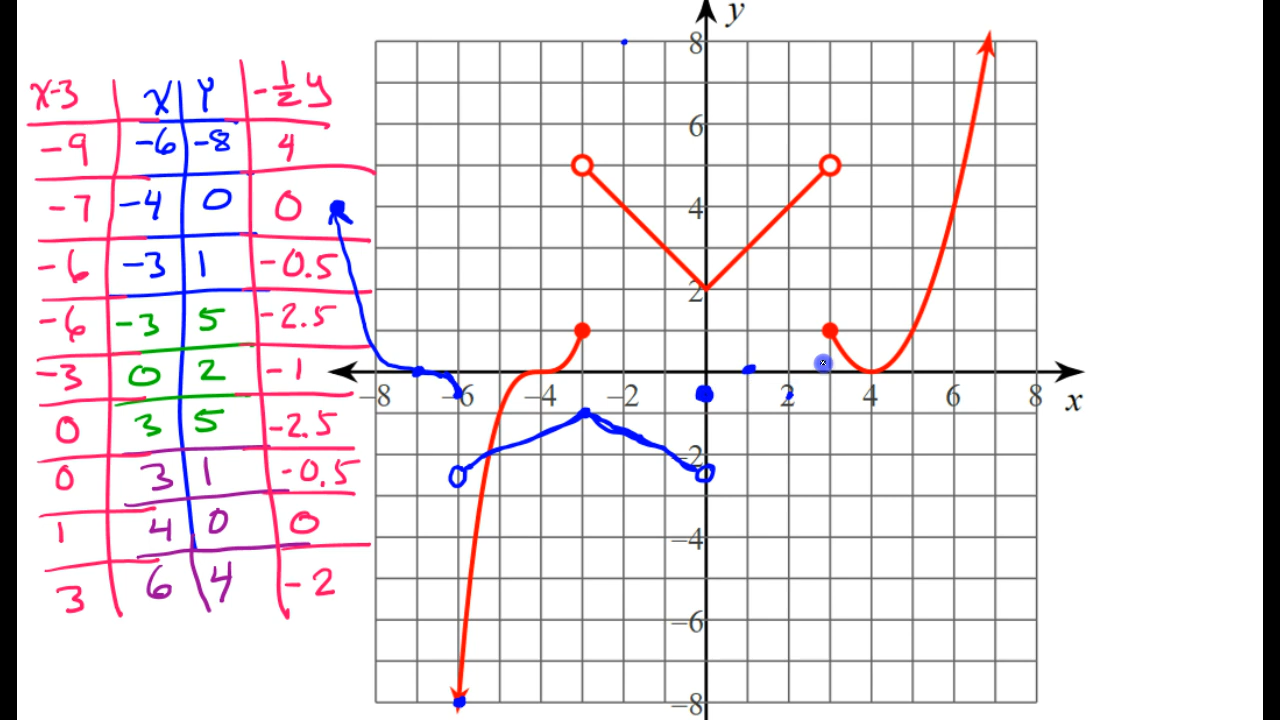 x-3 x y -1/2 y
-9 -6 -8 4
-7 -4 0 0
-6 -3 1 -0.5
-6 -3 5 -2.5
-3 0 2 -1
0 3 5 -2.5
0 3 1 -0.5
1 4 0 0
3 6 4 -2
y
8
6
4
2
-8 -6 -4 -2 2 4 6 8 x
-2
-4
-6
-8